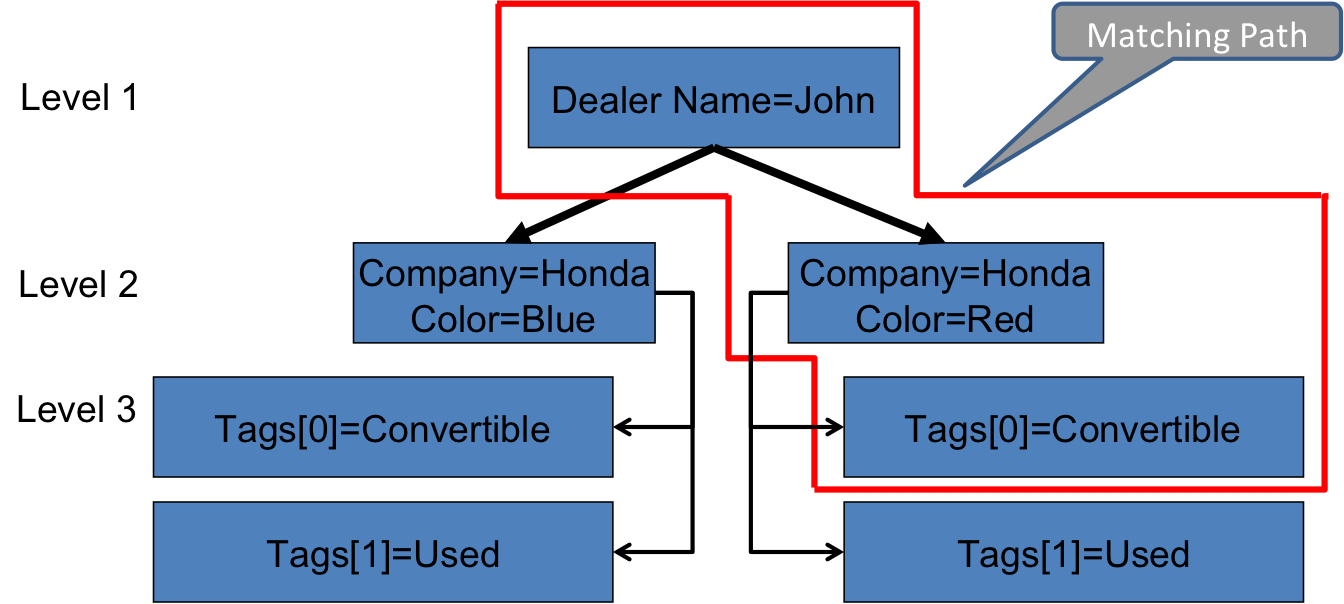 Matching Path
Level 1
Dealer Name=John
Level 2
Company=Honda
Color=Blue
Company=Honda
Color=Red
Level 3
Tags[0]=Convertible
Tags[0]=Convertible
Tags[1]=Used
Tags[1]=Used